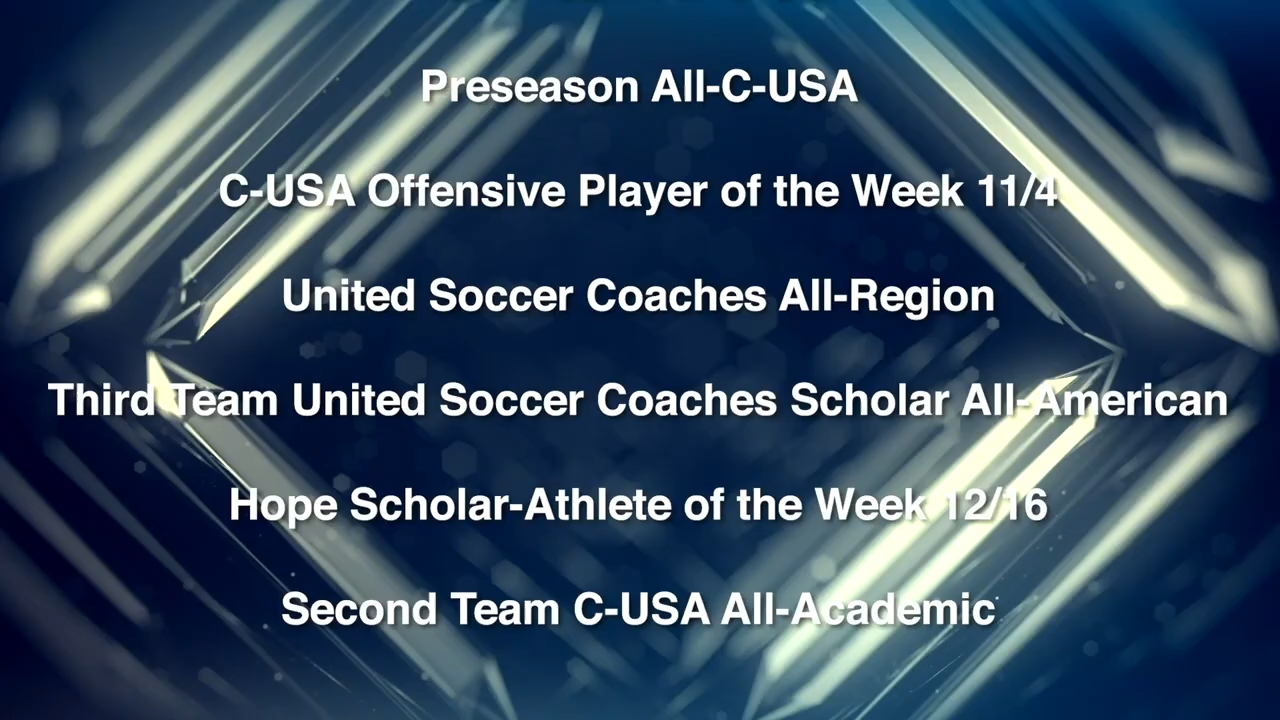 Preseason All-C-USA
C-USA Offensive Player of the Week 11/4
United Soccer Coaches All-Region
Third Team United Soccer Coaches Scholar All-American
Hope Scholar-Athlete of the Week 12/16
Second Team C-USA All-Academic